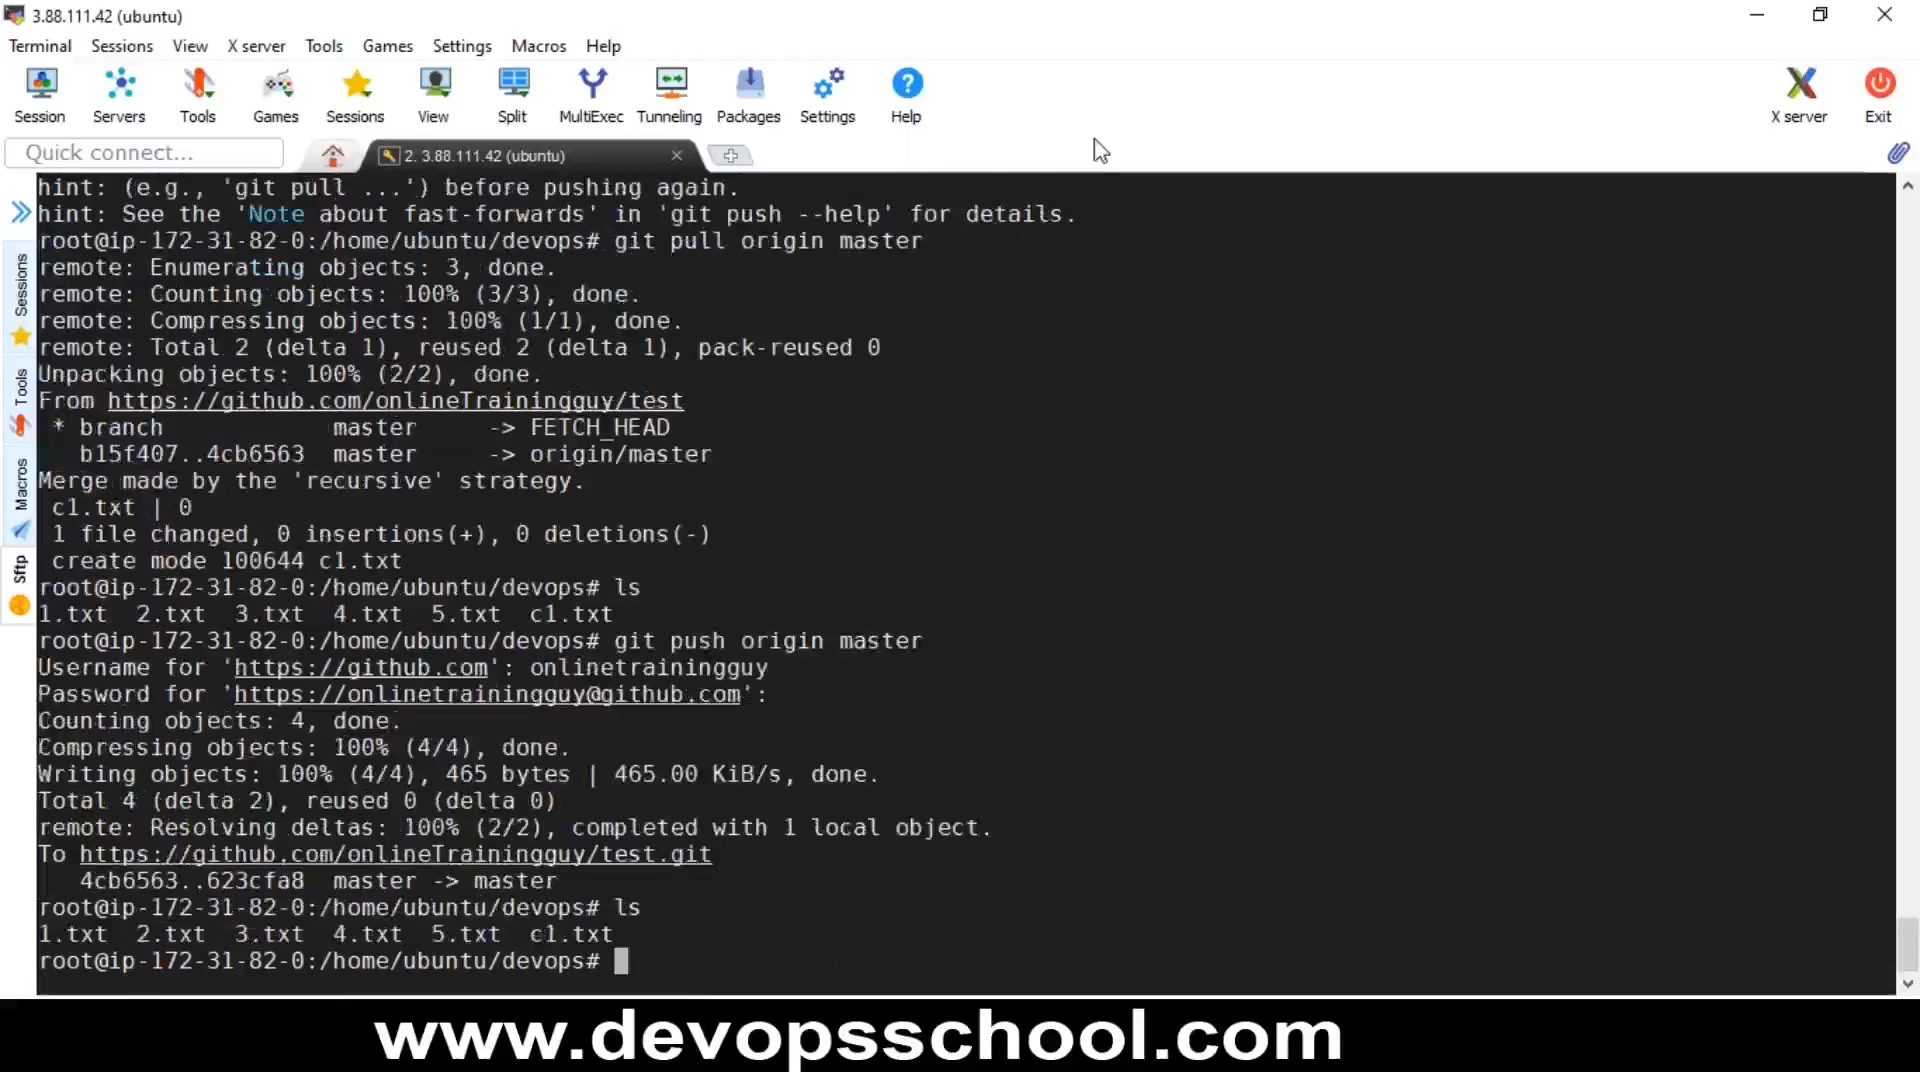 3.88.111.42 (ubuntu)
Terminal Sessions View X server Tools Games Settings Macros Help
Session Servers Tools Games Sessions View Split MultiExec Tunneling Packages Settings Help X server Exit
Quick connect...
2. 3.88.111.42 (ubuntu)
Sessions
Tools
Macros
Sftp
hint: (e.g., 'git pull ...') before pushing again.
hint: See the 'Note about fast-forwards' in 'git push --help' for details.
root@ip-172-31-82-0:/home/ubuntu/devops# git pull origin master
remote: Enumerating objects: 3, done.
remote: Counting objects: 100% (3/3), done.
remote: Compressing objects: 100% (1/1), done.
remote: Total 2 (delta 1), reused 2 (delta 1), pack-reused 0
Unpacking objects: 100% (2/2), done.
From https://github.com/onlineTrainingguy/test
 * branch            master     -> FETCH_HEAD
   b15f407..4cb6563  master     -> origin/master
Merge made by the 'recursive' strategy.
 c1.txt | 0
 1 file changed, 0 insertions(+), 0 deletions(-)
 create mode 100644 c1.txt
root@ip-172-31-82-0:/home/ubuntu/devops# ls
1.txt  2.txt  3.txt  4.txt  5.txt  c1.txt
root@ip-172-31-82-0:/home/ubuntu/devops# git push origin master
Username for 'https://github.com': onlinetrainingguy
Password for 'https://onlinetrainingguy@github.com':
Counting objects: 4, done.
Compressing objects: 100% (4/4), done.
Writing objects: 100% (4/4), 465 bytes | 465.00 KiB/s, done.
Total 4 (delta 2), reused 0 (delta 0)
remote: Resolving deltas: 100% (2/2), completed with 1 local object.
To https://github.com/onlineTrainingguy/test.git
   4cb6563..623cfa8  master -> master
root@ip-172-31-82-0:/home/ubuntu/devops# ls
1.txt  2.txt  3.txt  4.txt  5.txt  c1.txt
root@ip-172-31-82-0:/home/ubuntu/devops#
www.devopsschool.com